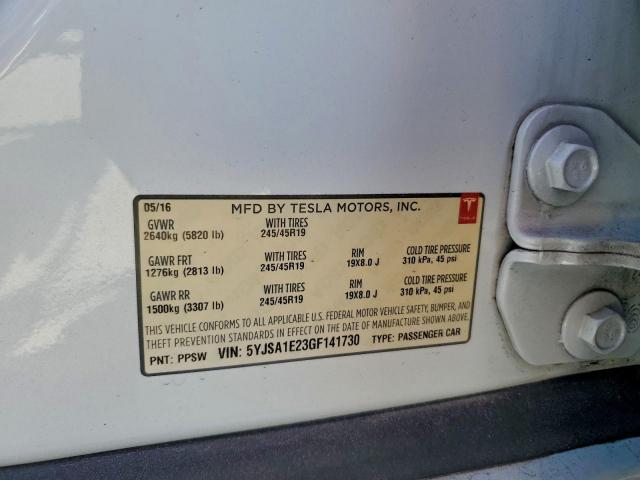 05/16 MFD BY TESLA MOTORS, INC.
GVWR WITH TIRES
2640kg (5820 lb) 245/45R19
GAWR FRT WITH TIRES RIM COLD TIRE PRESSURE
1276kg (2813 lb) 245/45R19 19X8.0 J 310 kPa, 45 psi
GAWR RR WITH TIRES RIM COLD TIRE PRESSURE
1500kg (3307 lb) 245/45R19 19X8.0 J 310 kPa, 45 psi
THIS VEHICLE CONFORMS TO ALL APPLICABLE U.S. FEDERAL MOTOR VEHICLE SAFETY, BUMPER, AND
THEFT PREVENTION STANDARDS IN EFFECT ON THE DATE OF MANUFACTURE SHOWN ABOVE.
PNT: PPSW VIN: 5YJSA1E23GF141730 TYPE: PASSENGER CAR